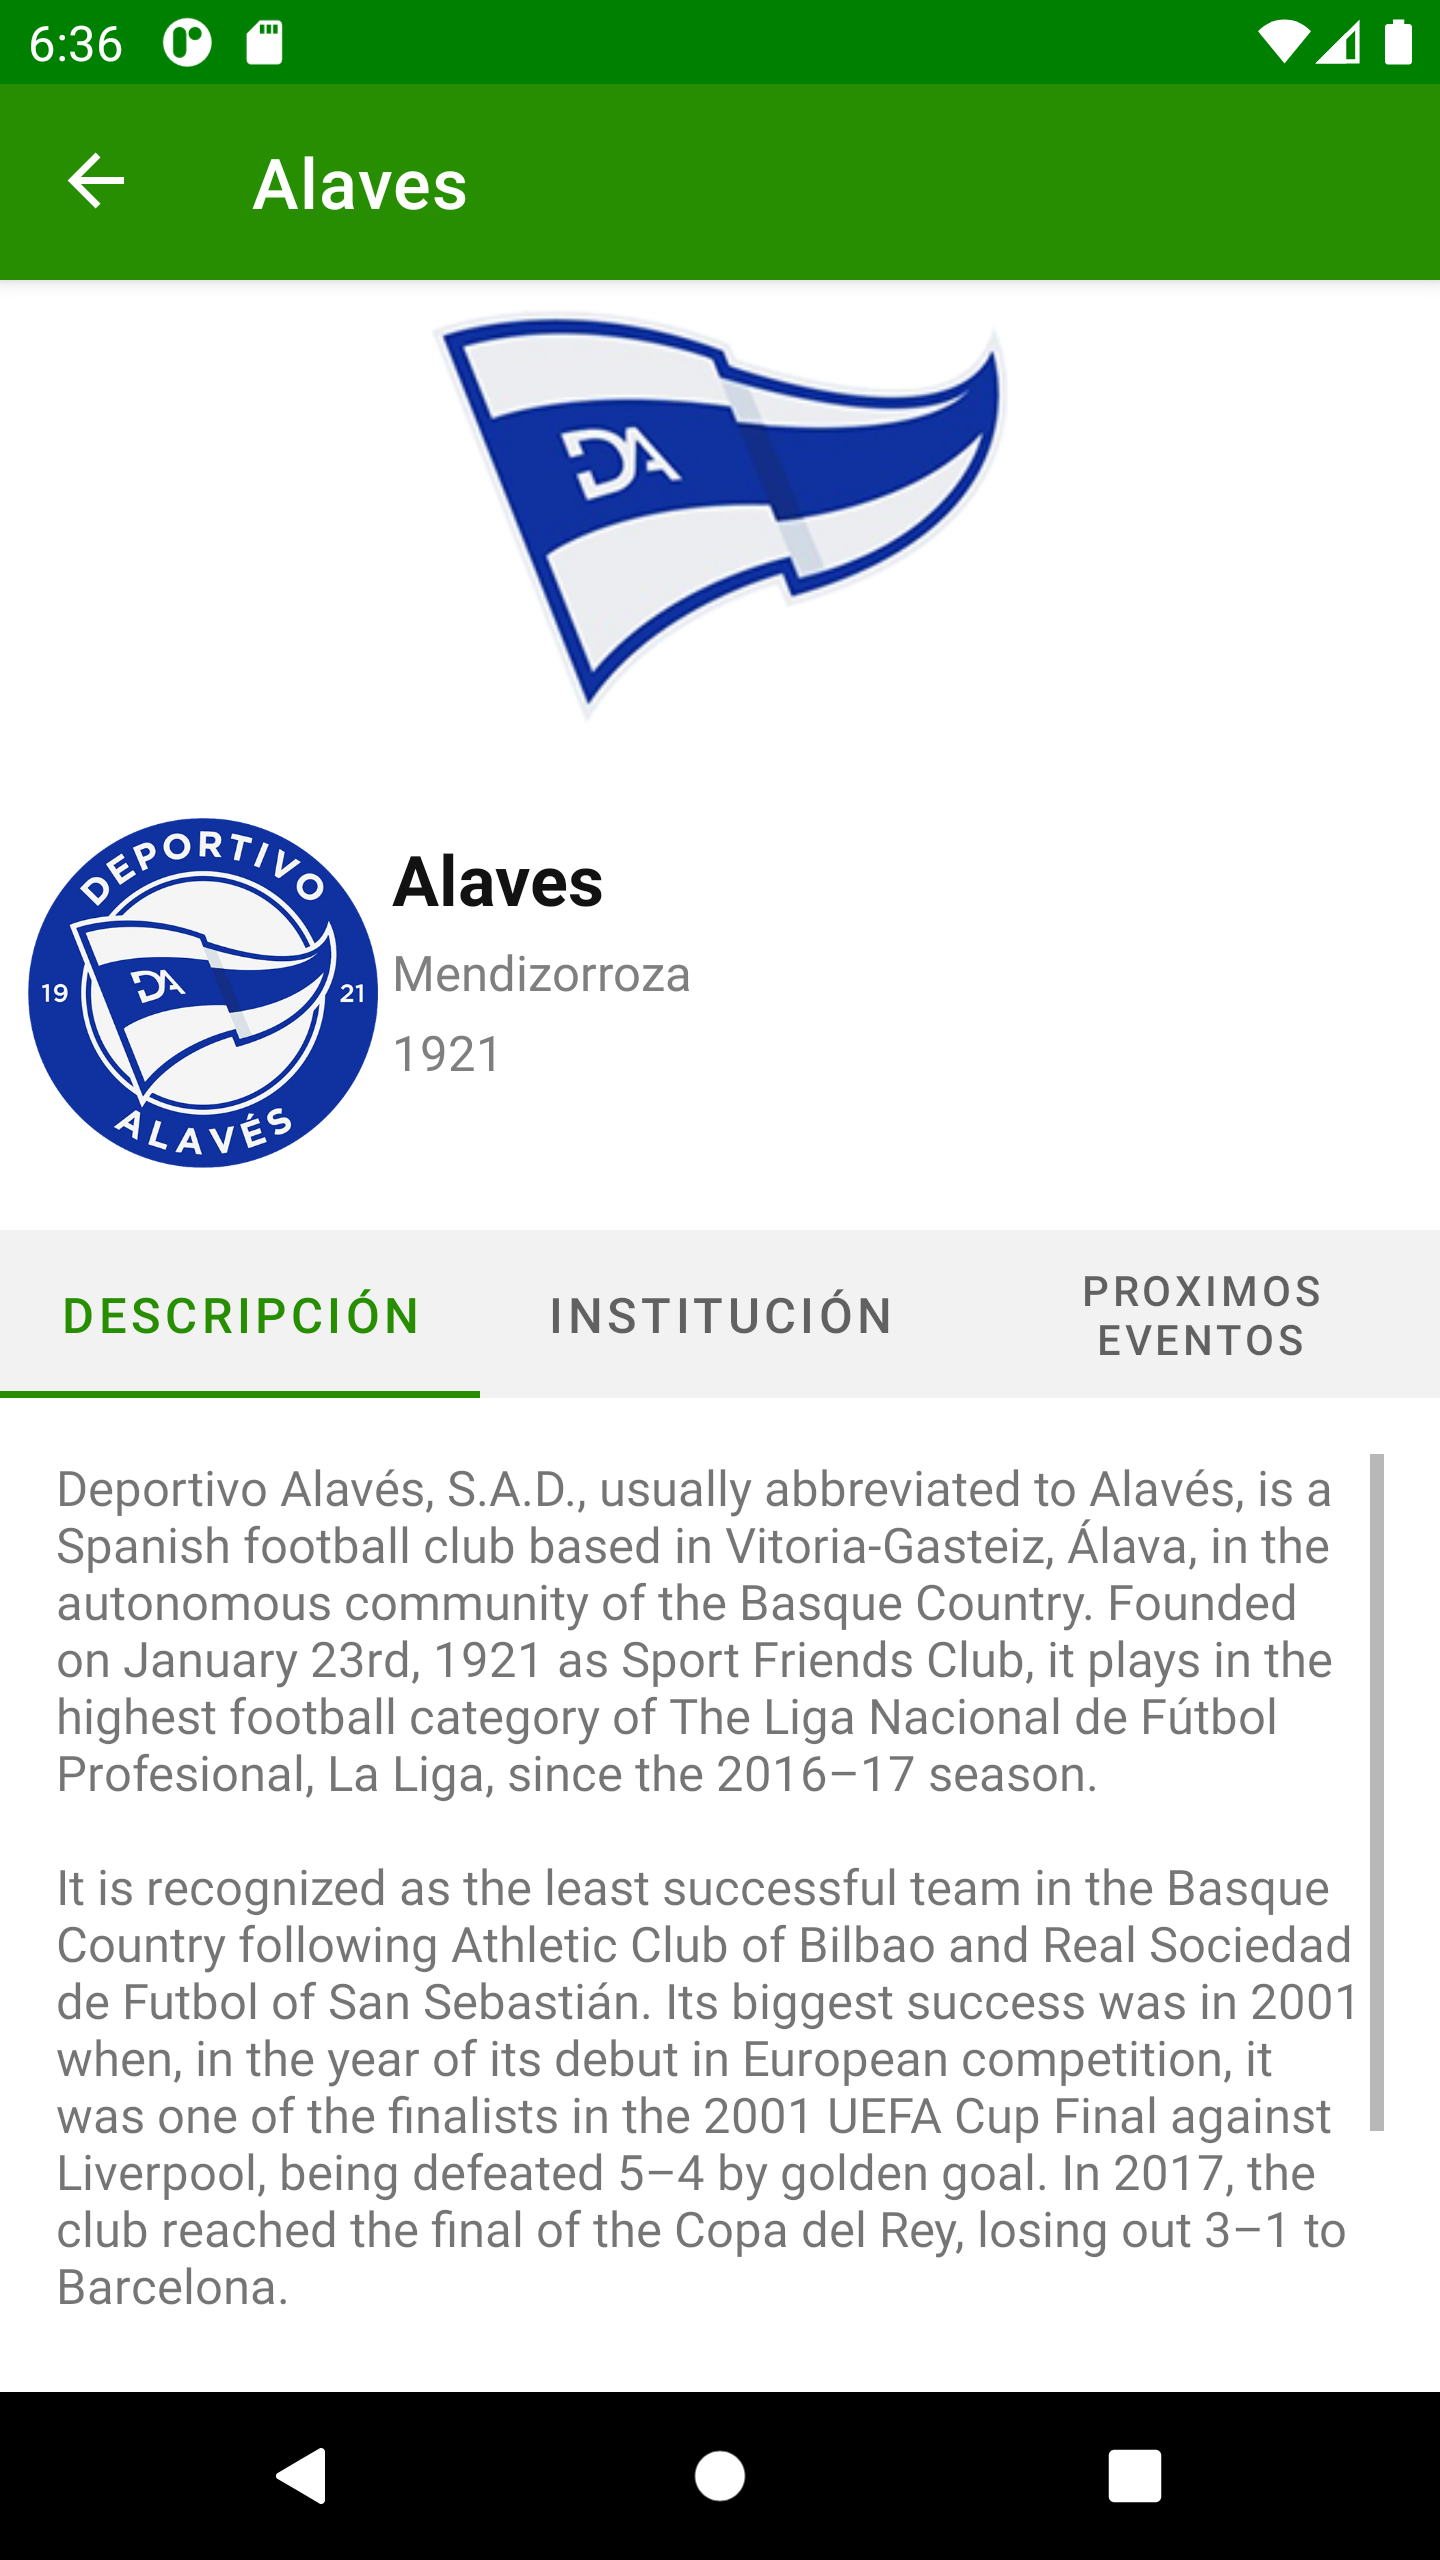 6:36
Alaves
DA
DEPORTIVO
19
DA
21
ALAVÉS
Alaves
Mendizorroza
1921
DESCRIPCIÓN
INSTITUCIÓN
PROXIMOS
EVENTOS
Deportivo Alavés, S.A.D., usually abbreviated to Alavés, is a
Spanish football club based in Vitoria-Gasteiz, Álava, in the
autonomous community of the Basque Country. Founded
on January 23rd, 1921 as Sport Friends Club, it plays in the
highest football category of The Liga Nacional de Fútbol
Profesional, La Liga, since the 2016–17 season.
It is recognized as the least successful team in the Basque
Country following Athletic Club of Bilbao and Real Sociedad
de Futbol of San Sebastián. Its biggest success was in 2001
when, in the year of its debut in European competition, it
was one of the finalists in the 2001 UEFA Cup Final against
Liverpool, being defeated 5–4 by golden goal. In 2017, the
club reached the final of the Copa del Rey, losing out 3–1 to
Barcelona.